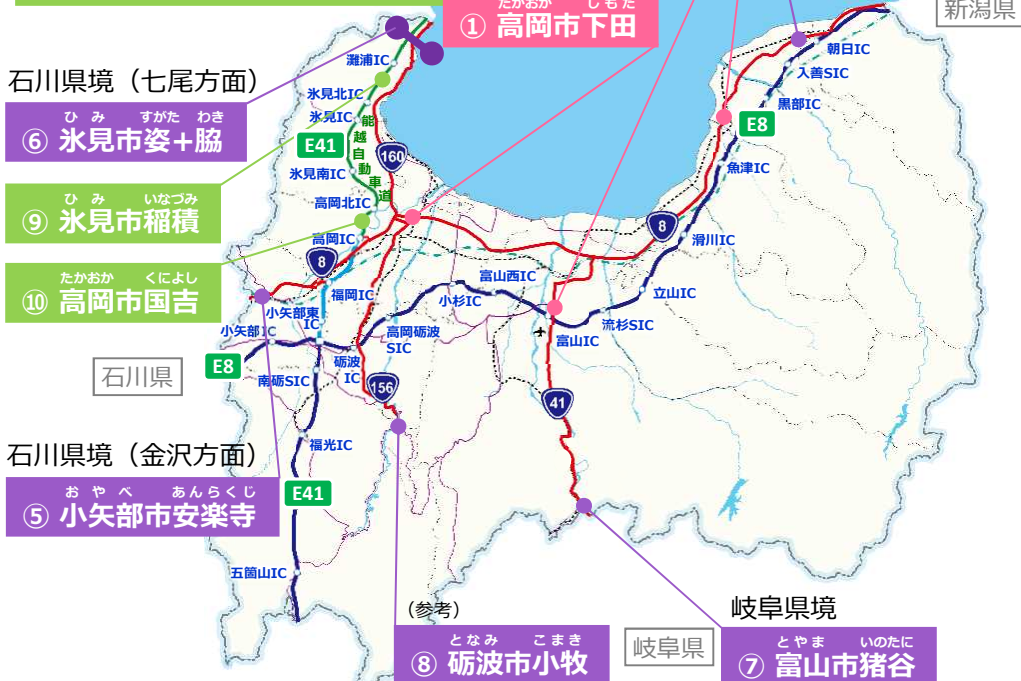 たかおか しもだ
① 高岡市下田
新潟県
石川県境（七尾方面）
ひみ すがた わき
⑥ 氷見市姿+脇
ひみ いなづみ
⑨ 氷見市稲積
たかおか くによし
⑩ 高岡市国吉
灘浦IC
氷見北IC
氷見IC
E41
能越自動車道
160
氷見南IC
高岡北IC
高岡IC
8
福岡IC
小矢部東IC
小矢部IC
E8
石川県
南砺SIC
砺波IC
高岡砺波SIC
小杉IC
富山西IC
156
富山IC
流杉SIC
立山IC
滑川IC
8
魚津IC
E8
黒部IC
入善SIC
朝日IC
41
福光IC
石川県境（金沢方面）
おやべ あんらくじ
⑤ 小矢部市安楽寺
E41
五箇山IC
（参考）
となみ こまき
⑧ 砺波市小牧
岐阜県
岐阜県境
とやま いのたに
⑦ 富山市猪谷